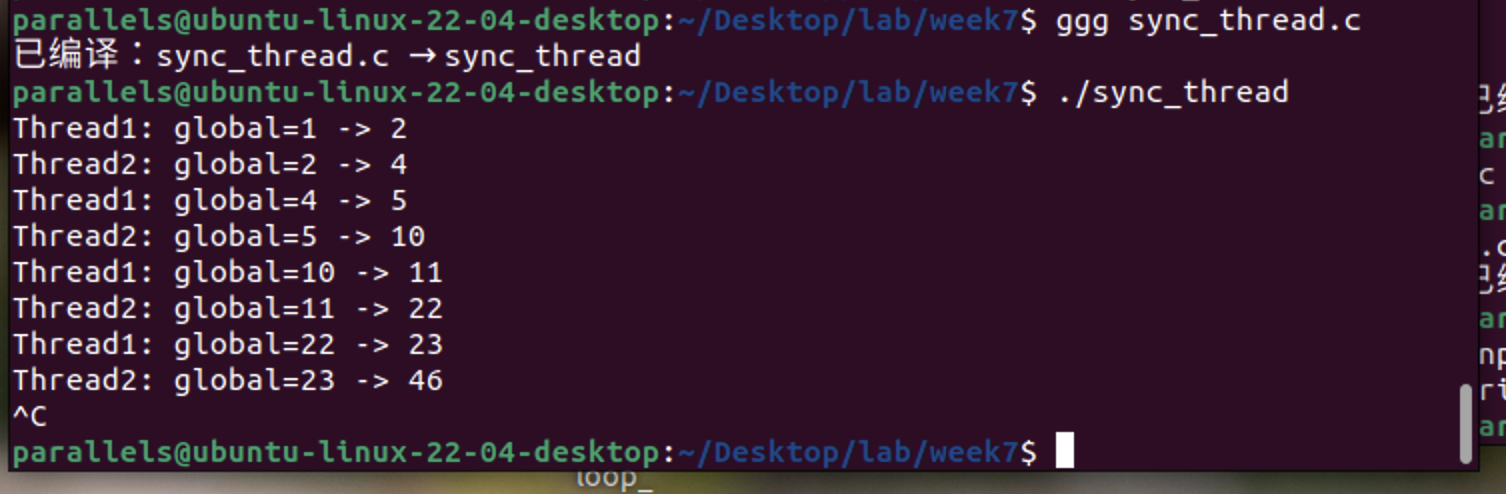 parallels@ubuntu-linux-22-04-desktop:~/Desktop/lab/week7$ ggg sync_thread.c
已编译：sync_thread.c →sync_thread
parallels@ubuntu-linux-22-04-desktop:~/Desktop/lab/week7$ ./sync_thread
Thread1: global=1 -> 2
Thread2: global=2 -> 4
Thread1: global=4 -> 5
Thread2: global=5 -> 10
Thread1: global=10 -> 11
Thread2: global=11 -> 22
Thread1: global=22 -> 23
Thread2: global=23 -> 46
^C
parallels@ubuntu-linux-22-04-desktop:~/Desktop/lab/week7$
loop_